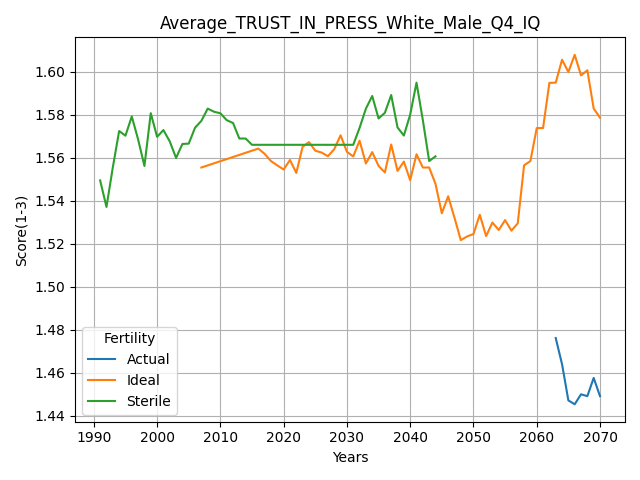 Average_TRUST_IN_PRESS_White_Male_Q4_IQ
Score(1-3)
1.60
1.58
1.56
1.54
1.52
1.50
1.48
1.46
1.44
Fertility
Actual
Ideal
Sterile
1990 2000 2010 2020 2030 2040 2050 2060 2070
Years